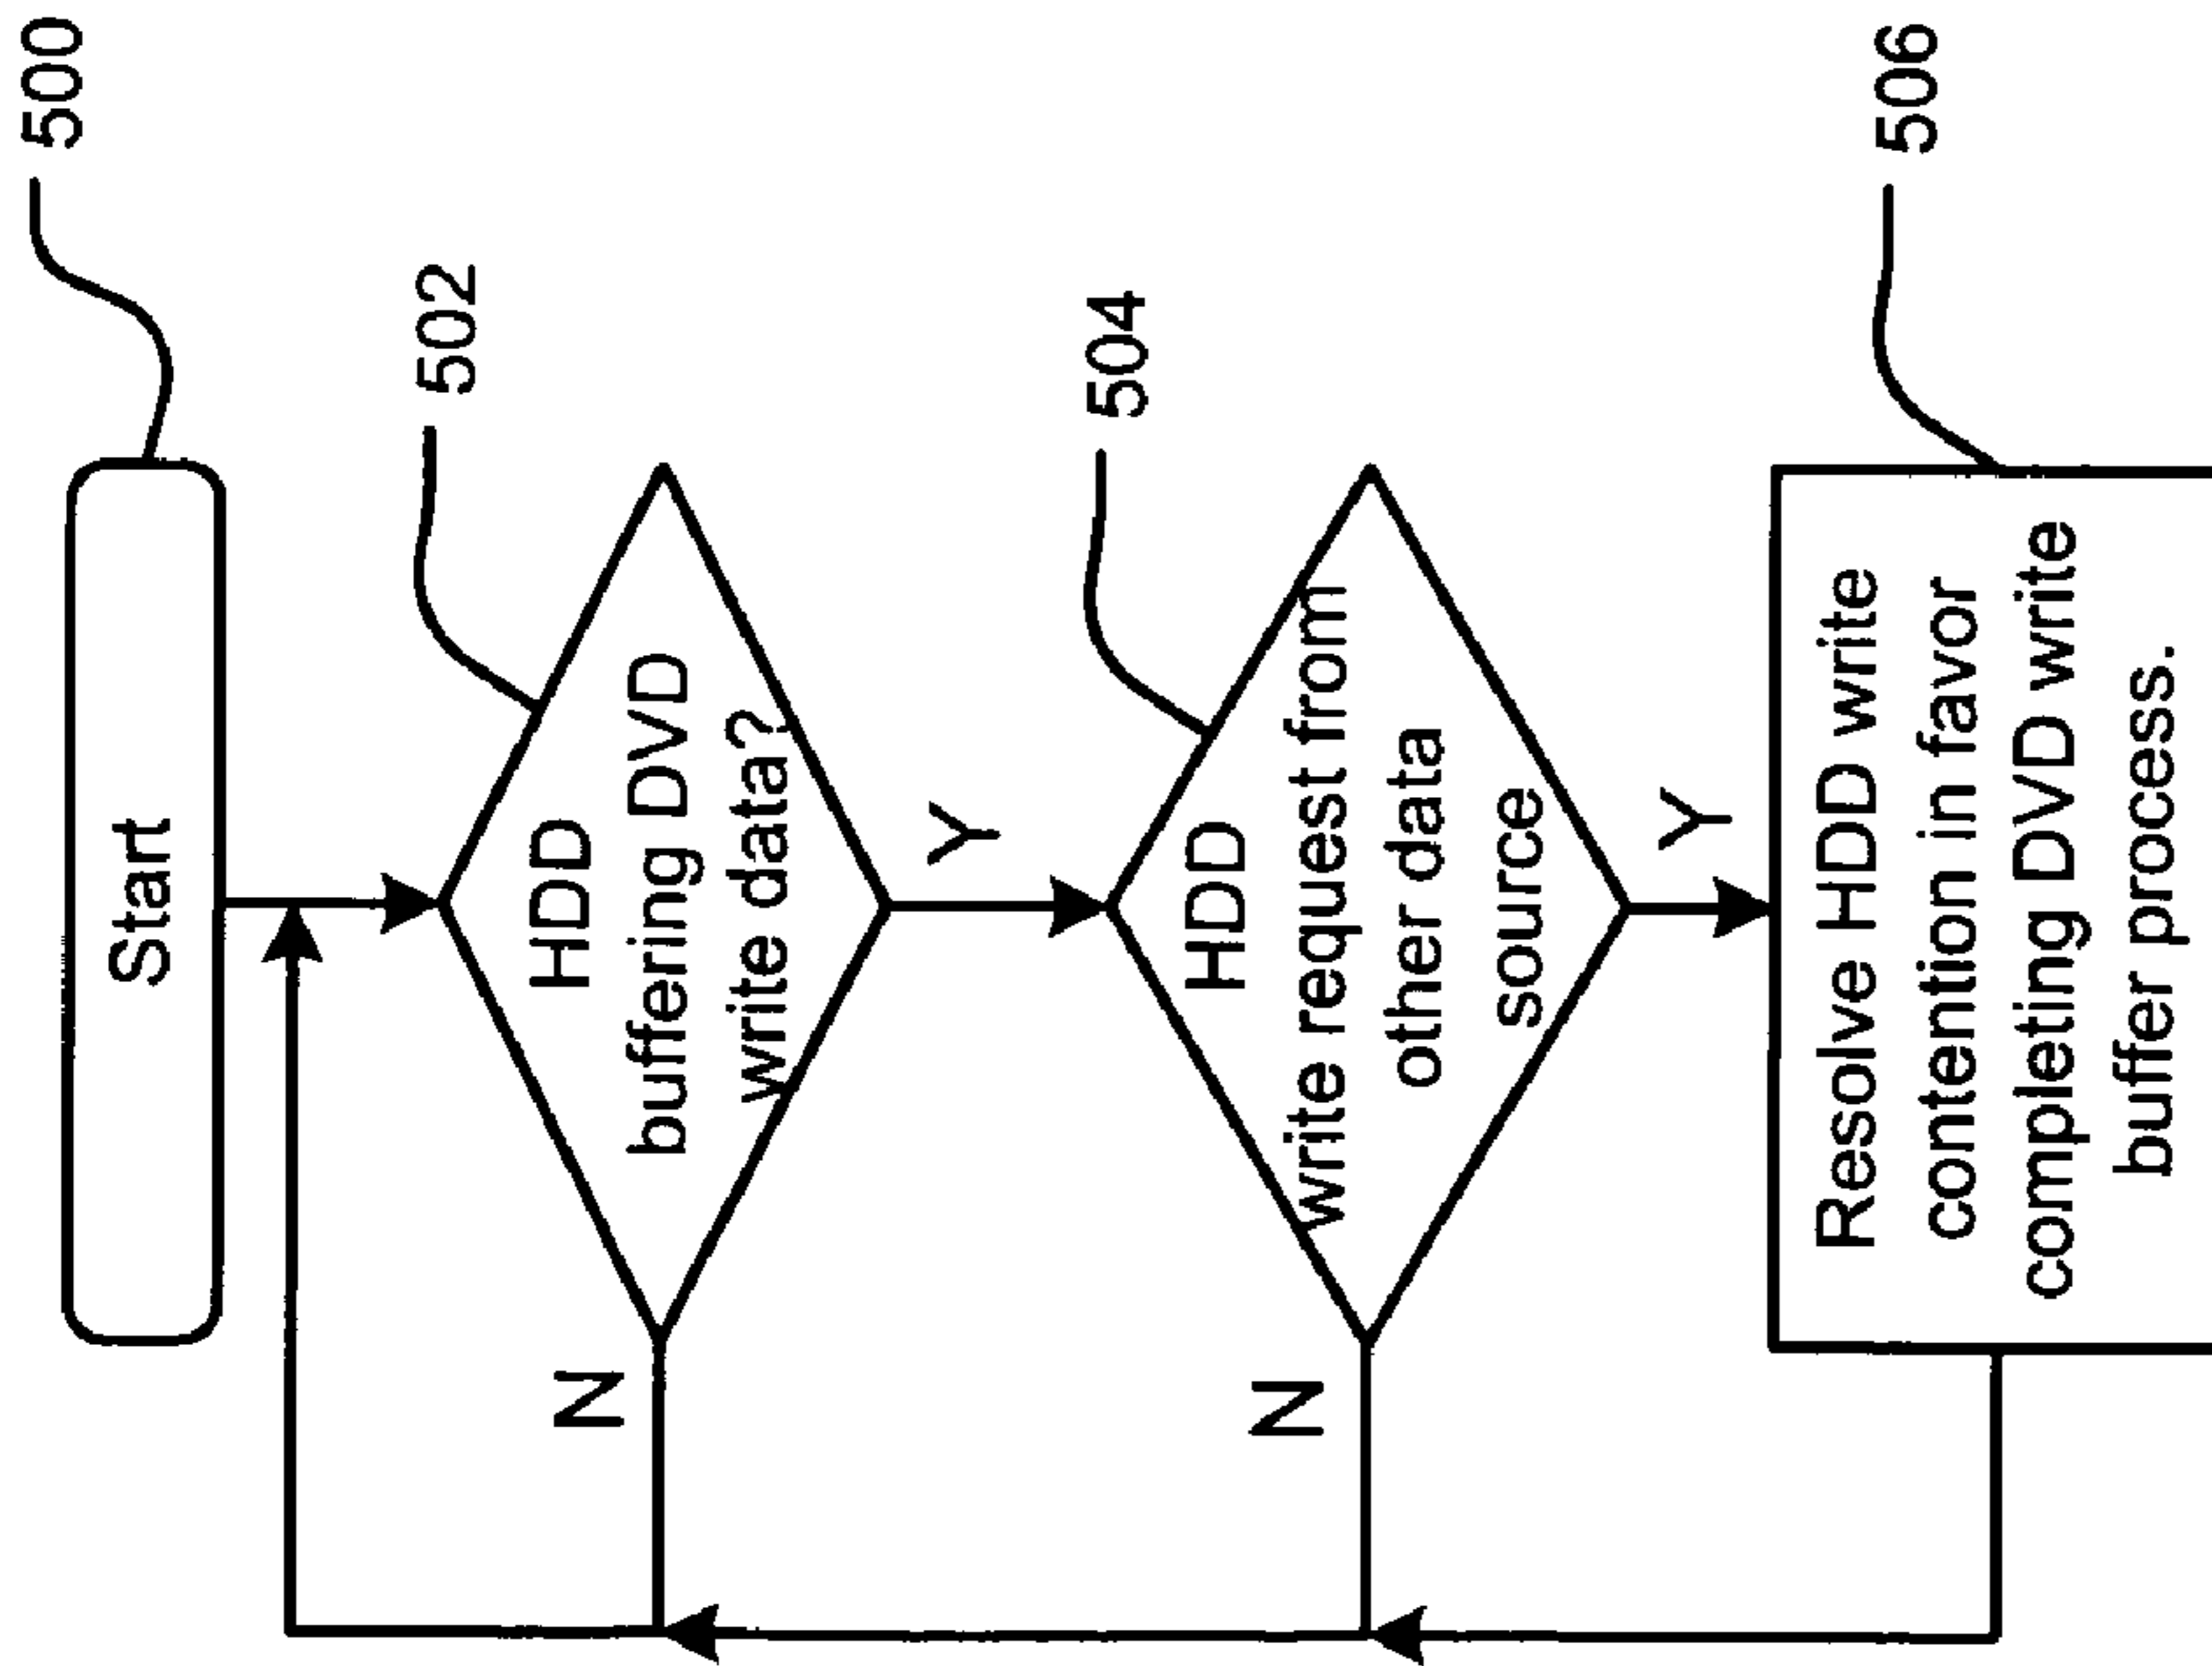 Start
500
HDD
buffering DVD
write data?
502
N
Y
HDD
write request from
other data
source
504
N
Y
Resolve HDD write
contention in favor
completing DVD write
buffer process.
506